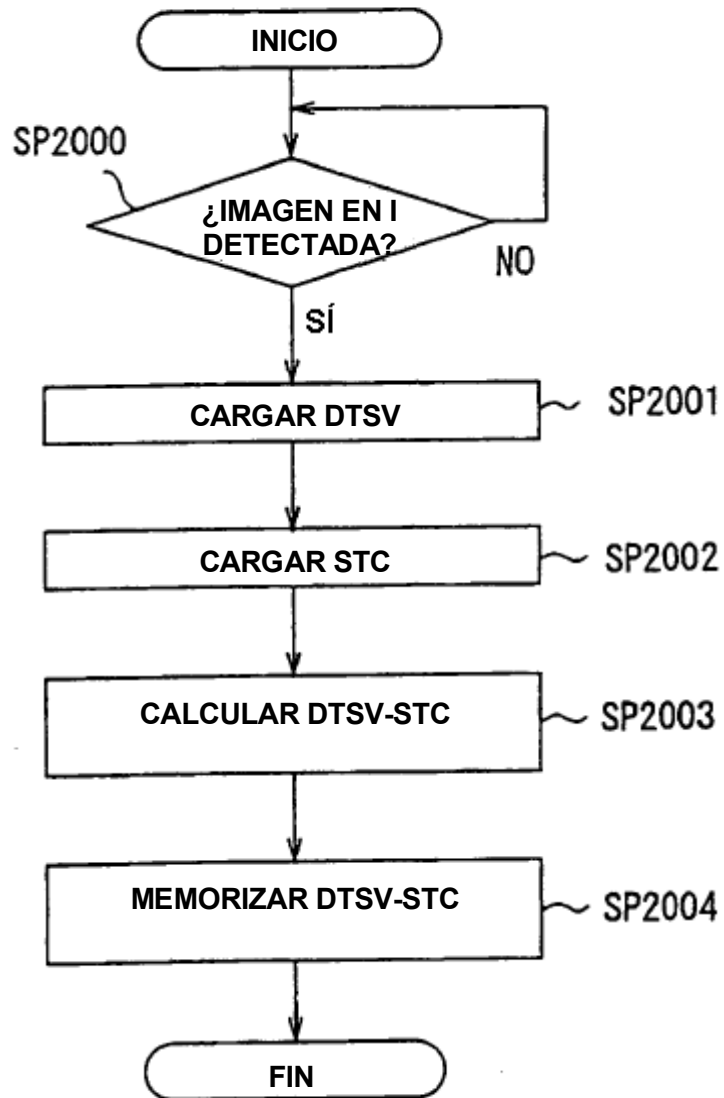 INICIO
SP2000
¿IMAGEN EN I
DETECTADA?
NO
SÍ
CARGAR DTSV
SP2001
CARGAR STC
SP2002
CALCULAR DTSV-STC
SP2003
MEMORIZAR DTSV-STC
SP2004
FIN